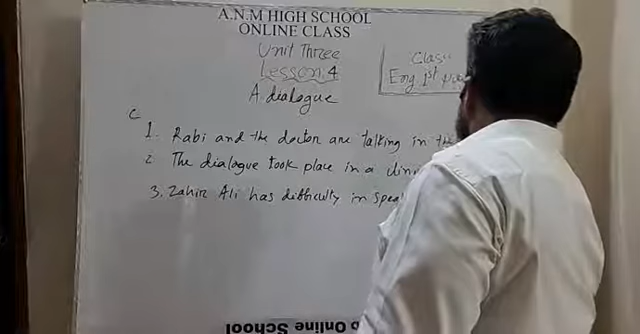 A.N.M HIGH SCHOOL
ONLINE CLASS
Unit Three
Lesson: 4
A dialogue
Class:
Eng. 1st
C
1. Rabi and the doctor are talking in
2. The dialogue took place in a
3. Zahir Ali has difficulty in
Online School